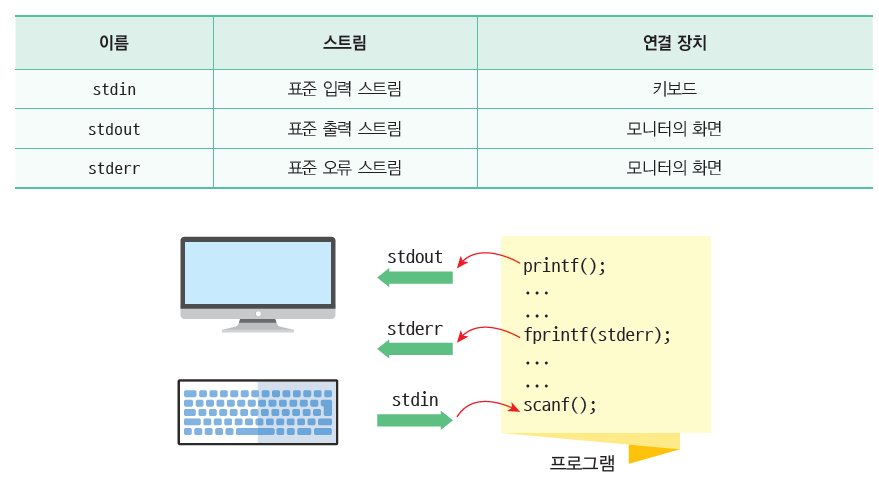 이름 스트림 연결 장치
stdin 표준 입력 스트림 키보드
stdout 표준 출력 스트림 모니터의 화면
stderr 표준 오류 스트림 모니터의 화면
stdout
printf();
...
...
stderr
fprintf(stderr);
...
...
stdin
scanf();
프로그램